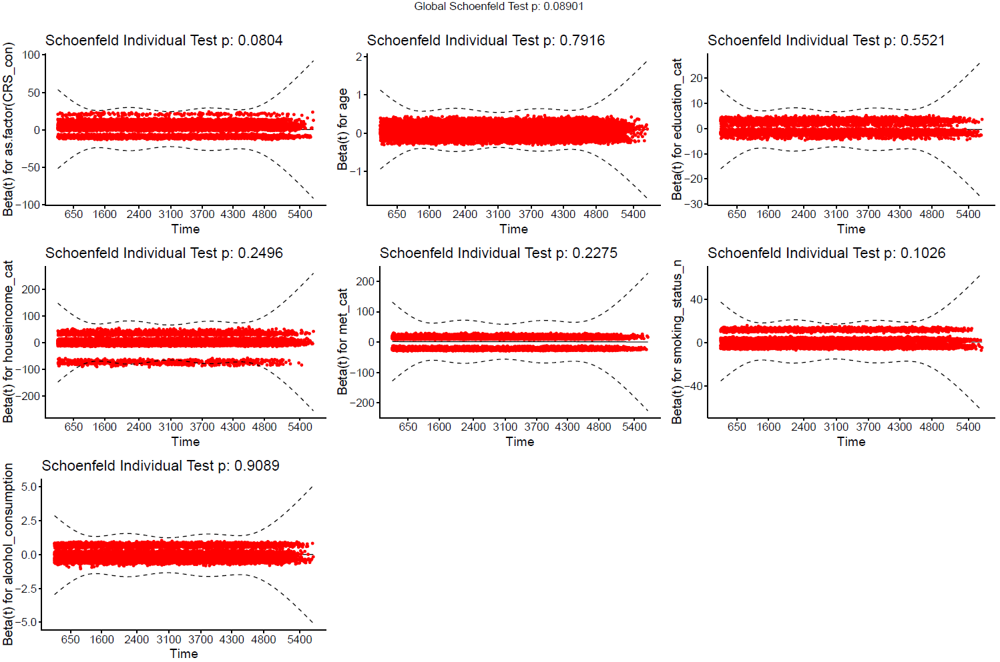 Global Schoenfeld Test p: 0.08901
Schoenfeld Individual Test p: 0.0804
Beta(t) for as.factor(CRS_con)
100
50
0
−50
−100
650 1600 2400 3100 3700 4300 4800 5400
Time
Schoenfeld Individual Test p: 0.7916
Beta(t) for age
2
1
0
−1
650 1600 2400 3100 3700 4300 4800 5400
Time
Schoenfeld Individual Test p: 0.5521
Beta(t) for education_cat
20
10
0
−10
−20
−30
650 1600 2400 3100 3700 4300 4800 5400
Time
Schoenfeld Individual Test p: 0.2496
Beta(t) for houseincome_cat
200
100
0
−100
−200
650 1600 2400 3100 3700 4300 4800 5400
Time
Schoenfeld Individual Test p: 0.2275
Beta(t) for met_cat
200
100
0
−100
−200
650 1600 2400 3100 3700 4300 4800 5400
Time
Schoenfeld Individual Test p: 0.1026
Beta(t) for smoking_status_n
40
0
−40
650 1600 2400 3100 3700 4300 4800 5400
Time
Schoenfeld Individual Test p: 0.9089
Beta(t) for alcohol_consumption
5.0
2.5
0.0
−2.5
−5.0
650 1600 2400 3100 3700 4300 4800 5400
Time